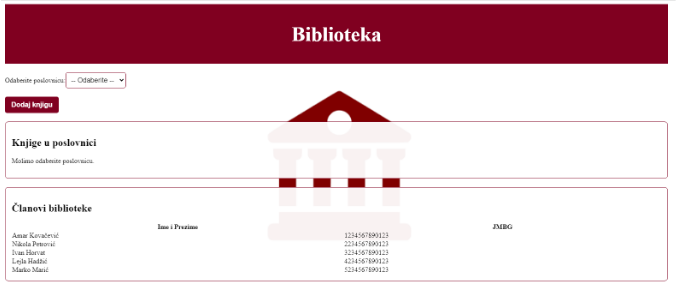 Biblioteka
Odaberite poslovnicu: -- Odaberite --
Dodaj knjigu
Knjige u poslovnici
Molimo odaberite poslovnicu.
Članovi biblioteke
Ime i Prezime JMBG
Amar Kovačević 1234567890123
Nikola Petrović 2234567890123
Ivan Horvat 3234567890123
Lejla Hadžić 4234567890123
Marko Marić 5234567890123